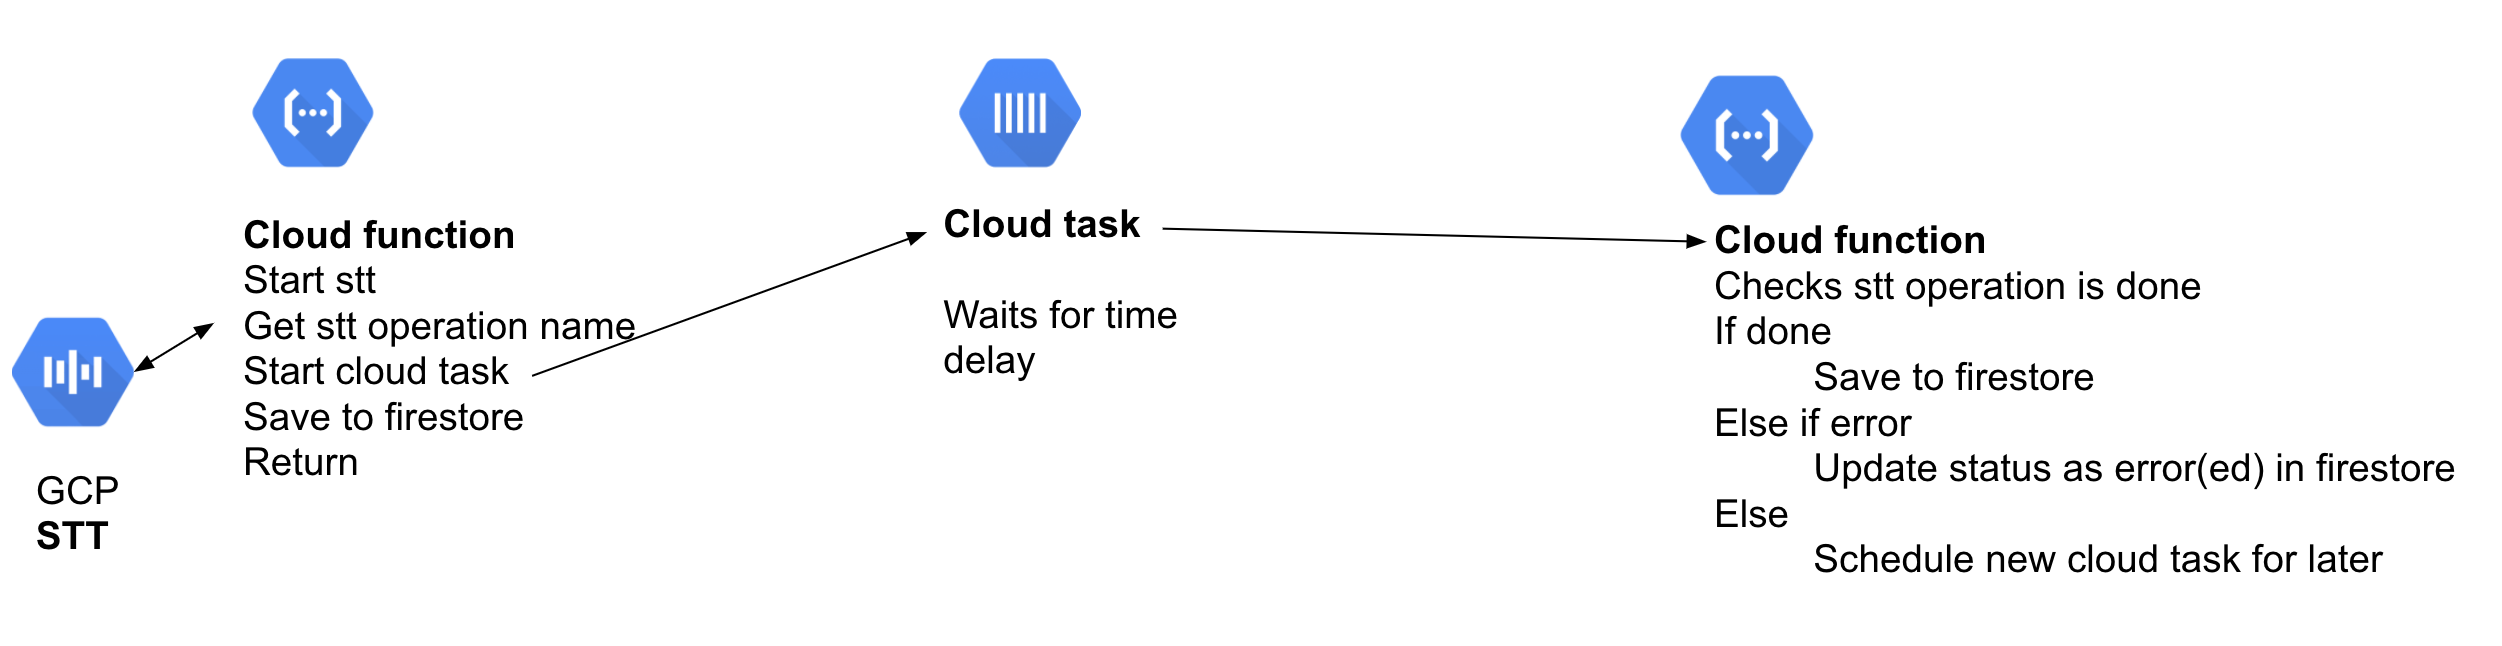 GCP
STT
Cloud function
Start stt
Get stt operation name
Start cloud task
Save to firestore
Return
Cloud task
Waits for time
delay
Cloud function
Checks stt operation is done
If done
Save to firestore
Else if error
Update status as error(ed) in firestore
Else
Schedule new cloud task for later